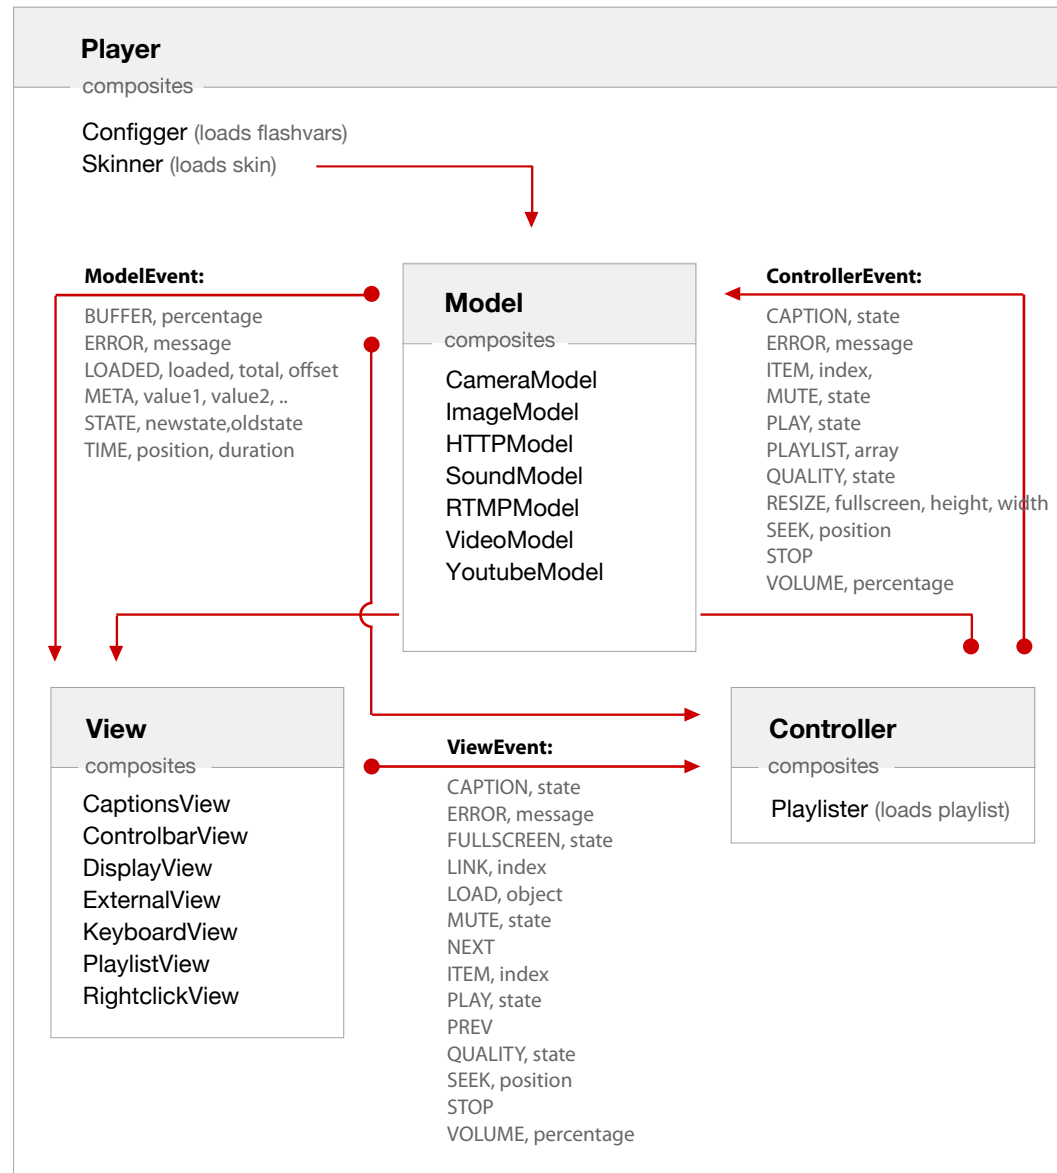 Player
composites
Configger (loads flashvars)
Skinner (loads skin)
ModelEvent:
BUFFER, percentage
ERROR, message
LOADED, loaded, total, offset
META, value1, value2, ..
STATE, newstate,oldstate
TIME, position, duration
Model
composites
CameraModel
ImageModel
HTTPModel
SoundModel
RTMPModel
VideoModel
YoutubeModel
ControllerEvent:
CAPTION, state
ERROR, message
ITEM, index,
MUTE, state
PLAY, state
PLAYLIST, array
QUALITY, state
RESIZE, fullscreen, height, width
SEEK, position
STOP
VOLUME, percentage
View
composites
CaptionsView
ControlbarView
DisplayView
ExternalView
KeyboardView
PlaylistView
RightclickView
ViewEvent:
CAPTION, state
ERROR, message
FULLSCREEN, state
LINK, index
LOAD, object
MUTE, state
NEXT
ITEM, index
PLAY, state
PREV
QUALITY, state
SEEK, position
STOP
VOLUME, percentage
Controller
composites
Playlister (loads playlist)